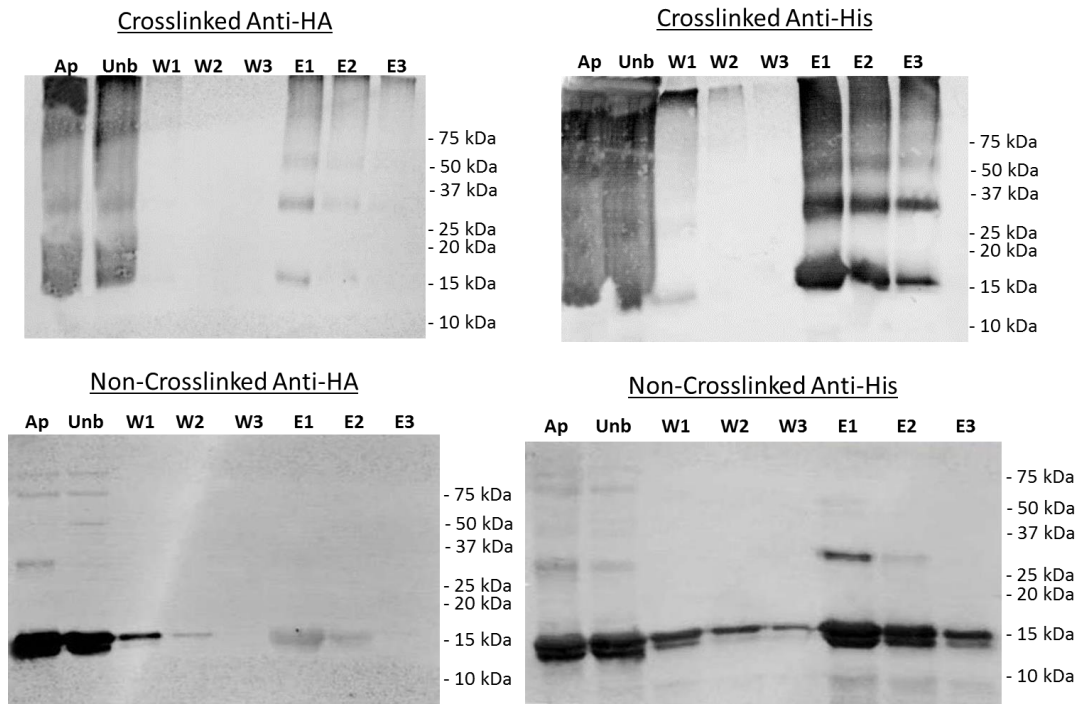 Crosslinked Anti-HA
Ap Unb W1 W2 W3 E1 E2 E3
- 75 kDa
- 50 kDa
- 37 kDa
- 25 kDa
- 20 kDa
- 15 kDa
- 10 kDa
Crosslinked Anti-His
Ap Unb W1 W2 W3 E1 E2 E3
- 75 kDa
- 50 kDa
- 37 kDa
- 25 kDa
- 20 kDa
- 15 kDa
- 10 kDa
Non-Crosslinked Anti-HA
Ap Unb W1 W2 W3 E1 E2 E3
- 75 kDa
- 50 kDa
- 37 kDa
- 25 kDa
- 20 kDa
- 15 kDa
- 10 kDa
Non-Crosslinked Anti-His
Ap Unb W1 W2 W3 E1 E2 E3
- 75 kDa
- 50 kDa
- 37 kDa
- 25 kDa
- 20 kDa
- 15 kDa
- 10 kDa